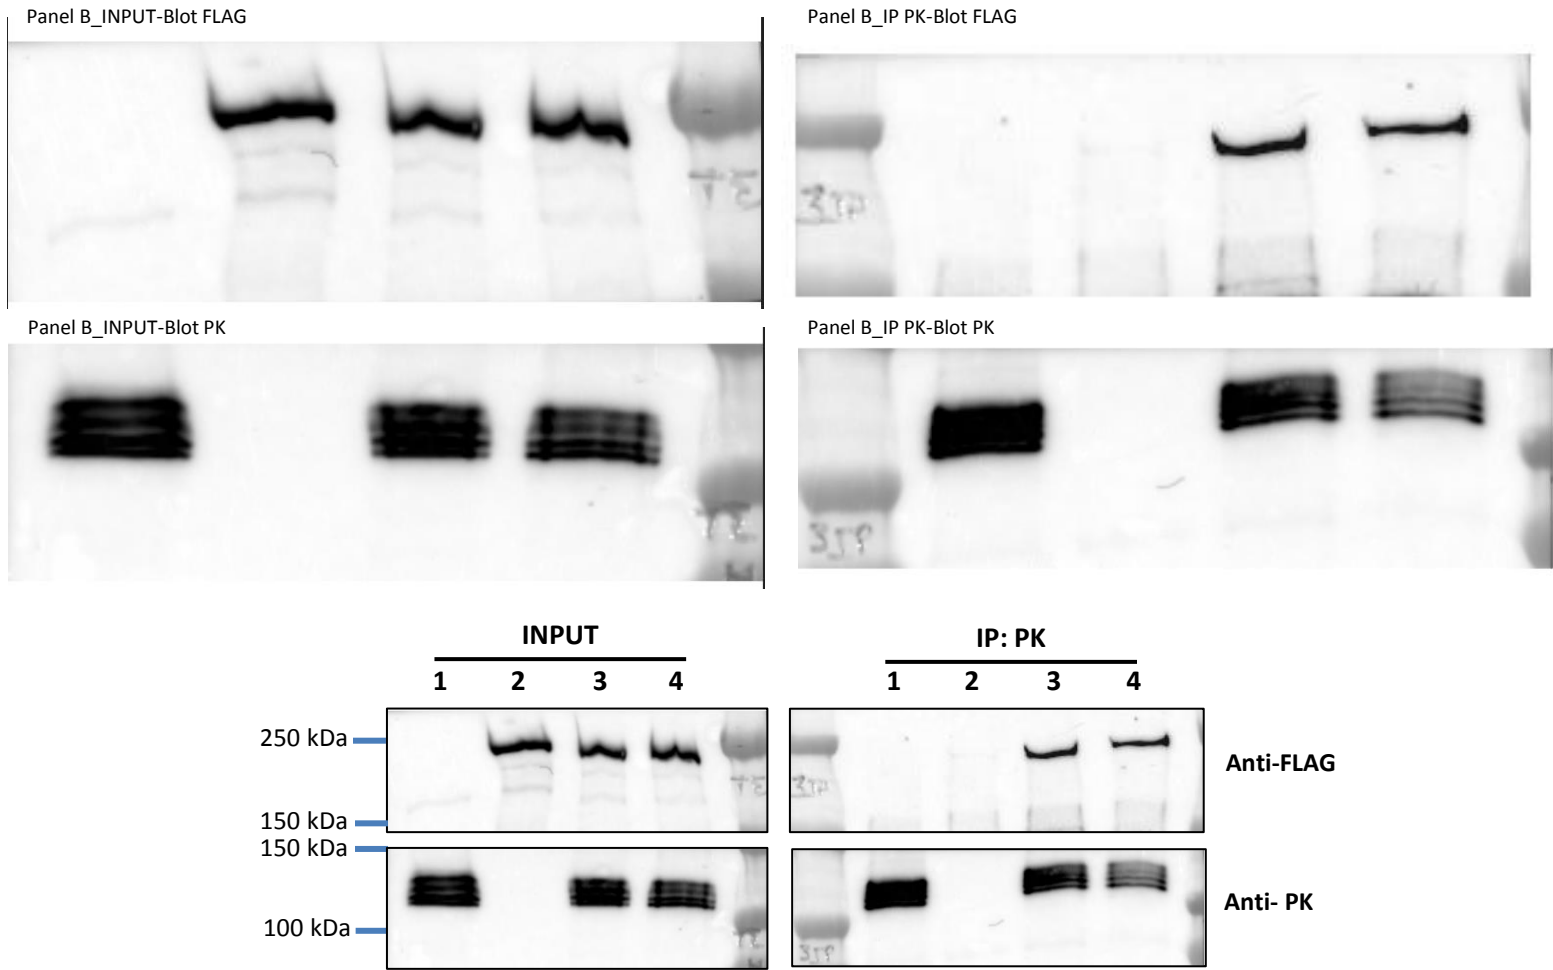 Panel B_INPUT-Blot FLAG
Panel B_IP PK-Blot FLAG
Panel B_INPUT-Blot PK
Panel B_IP PK-Blot PK
INPUT
IP: PK
1 2 3 4
1 2 3 4
250 kDa
150 kDa
150 kDa
100 kDa
Anti-FLAG
Anti- PK